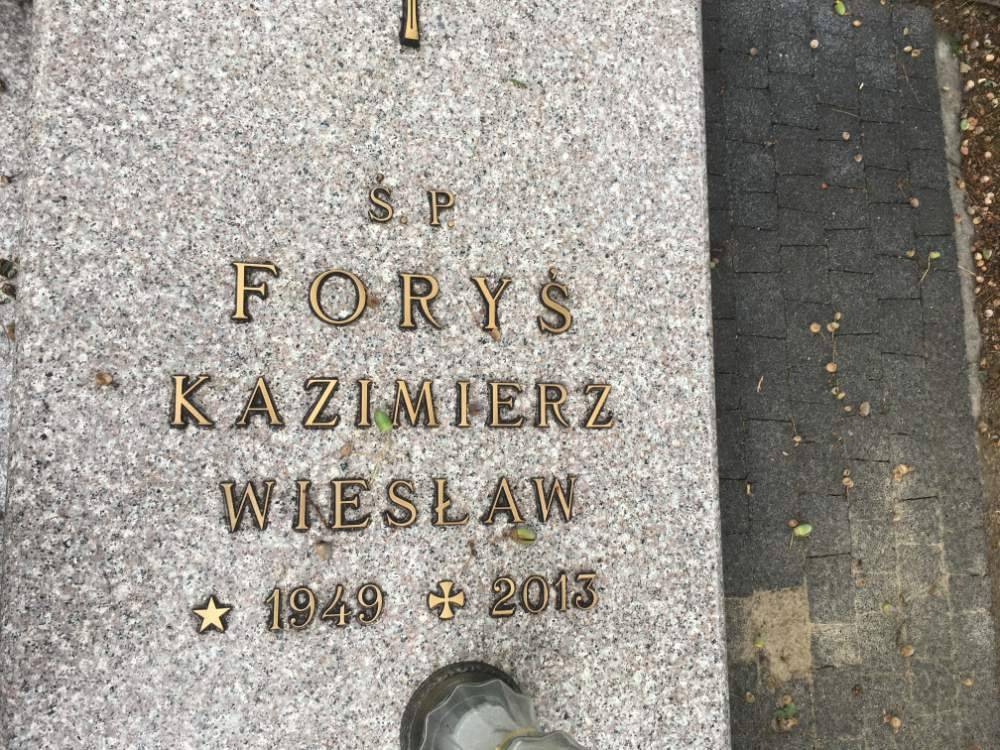 Ś. P.
FORYŚ
KAZIMIERZ
WIESŁAW
1949 2013